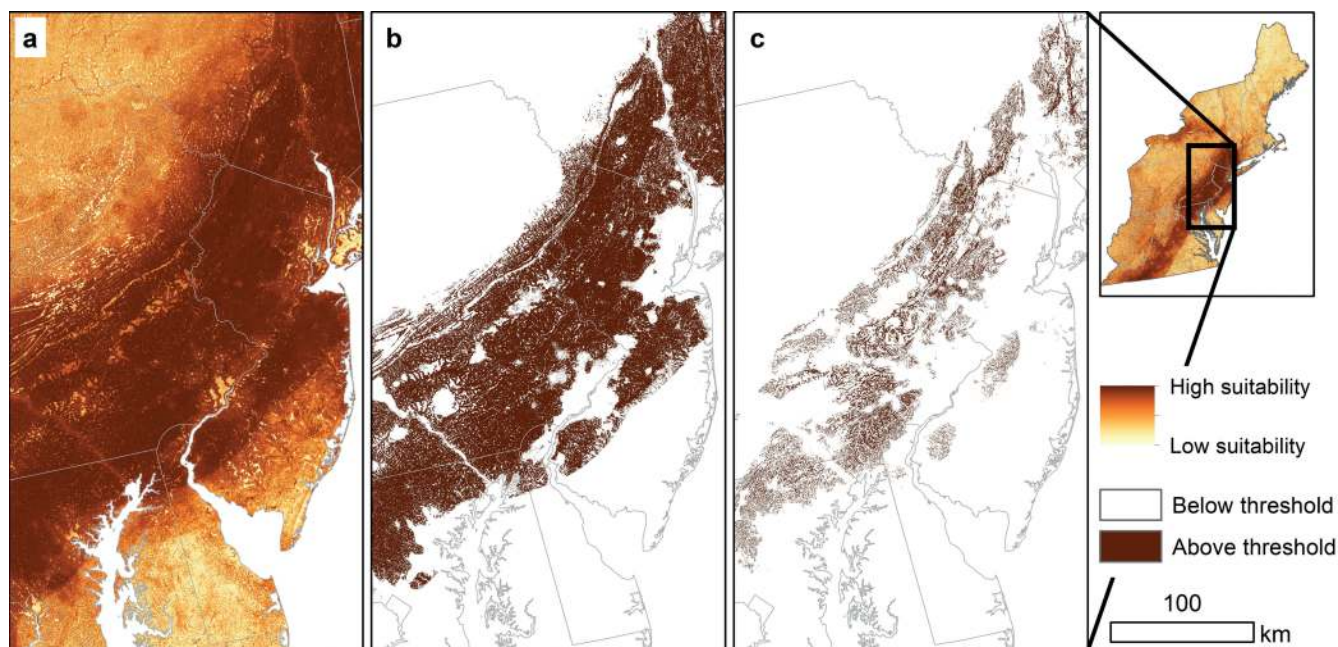 a
b
c
High suitability
Low suitability
Below threshold
Above threshold
100
km